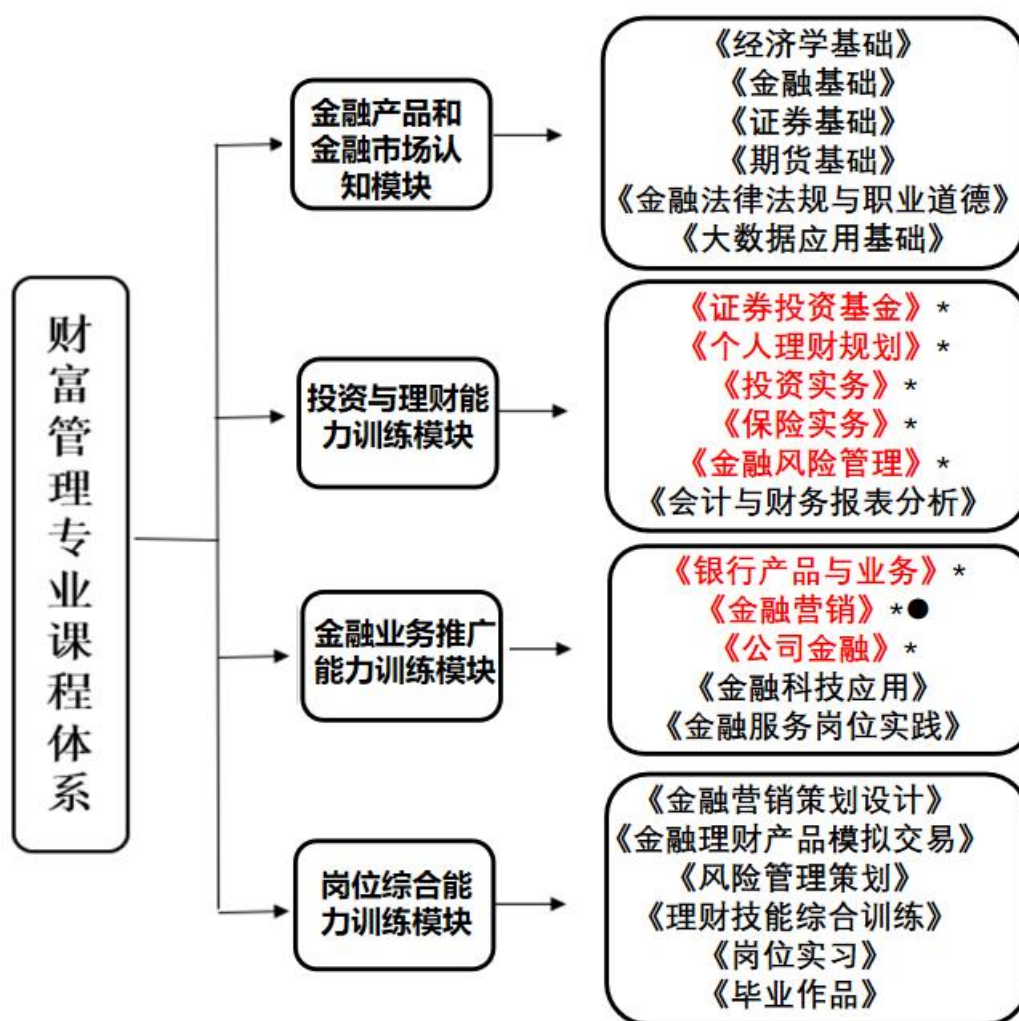 财富管理专业课程体系
金融产品和
金融市场认
知模块
《经济学基础》
《金融基础》
《证券基础》
《期货基础》
《金融法律法规与职业道德》
《大数据应用基础》
投资与理财能
力训练模块
《证券投资基金》*
《个人理财规划》*
《投资实务》*
《保险实务》*
《金融风险管理》*
《会计与财务报表分析》
金融业务推广
能力训练模块
《银行产品与业务》*
《金融营销》*●
《公司金融》*
《金融科技应用》
《金融服务岗位实践》
岗位综合能
力训练模块
《金融营销策划设计》
《金融理财产品模拟交易》
《风险管理策划》
《理财技能综合训练》
《岗位实习》
《毕业作品》